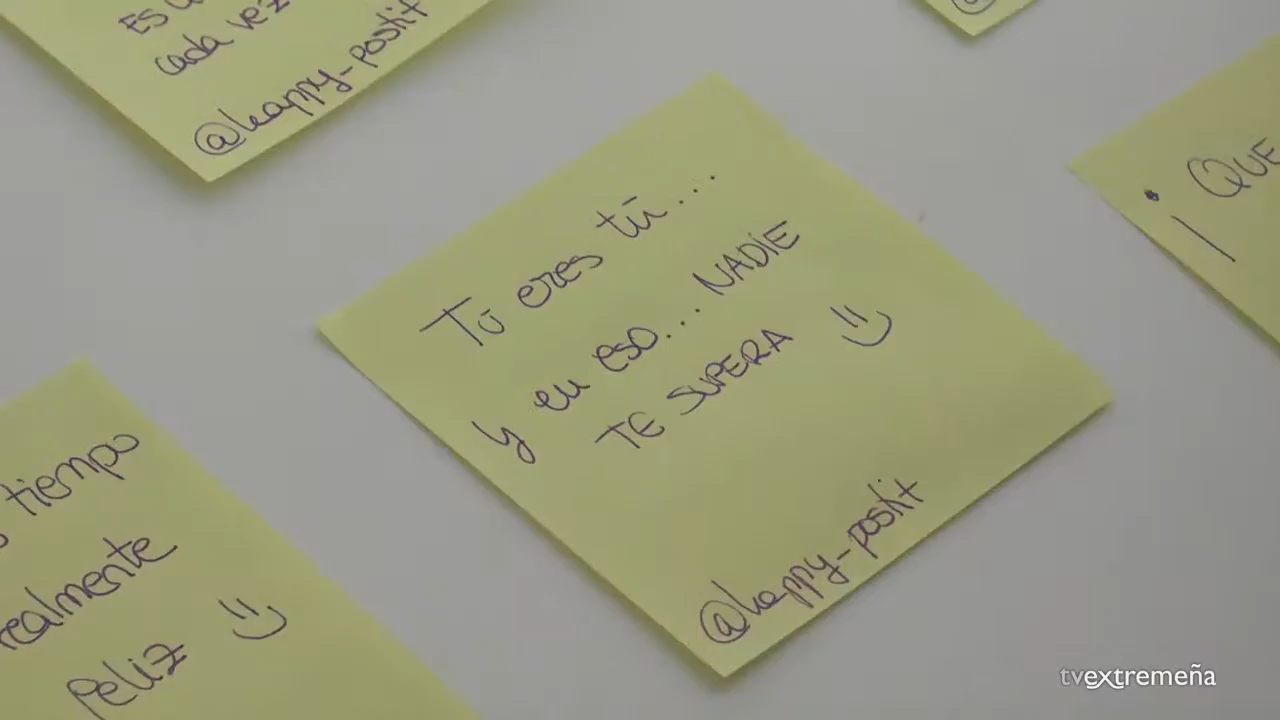 cada vez
@happy-postit
Tú eres tú....
y en eso.... NADIE
TE SUPERA
@happy-postit
tiempo
realmente
Feliz
¡ QUE
tvextremeña